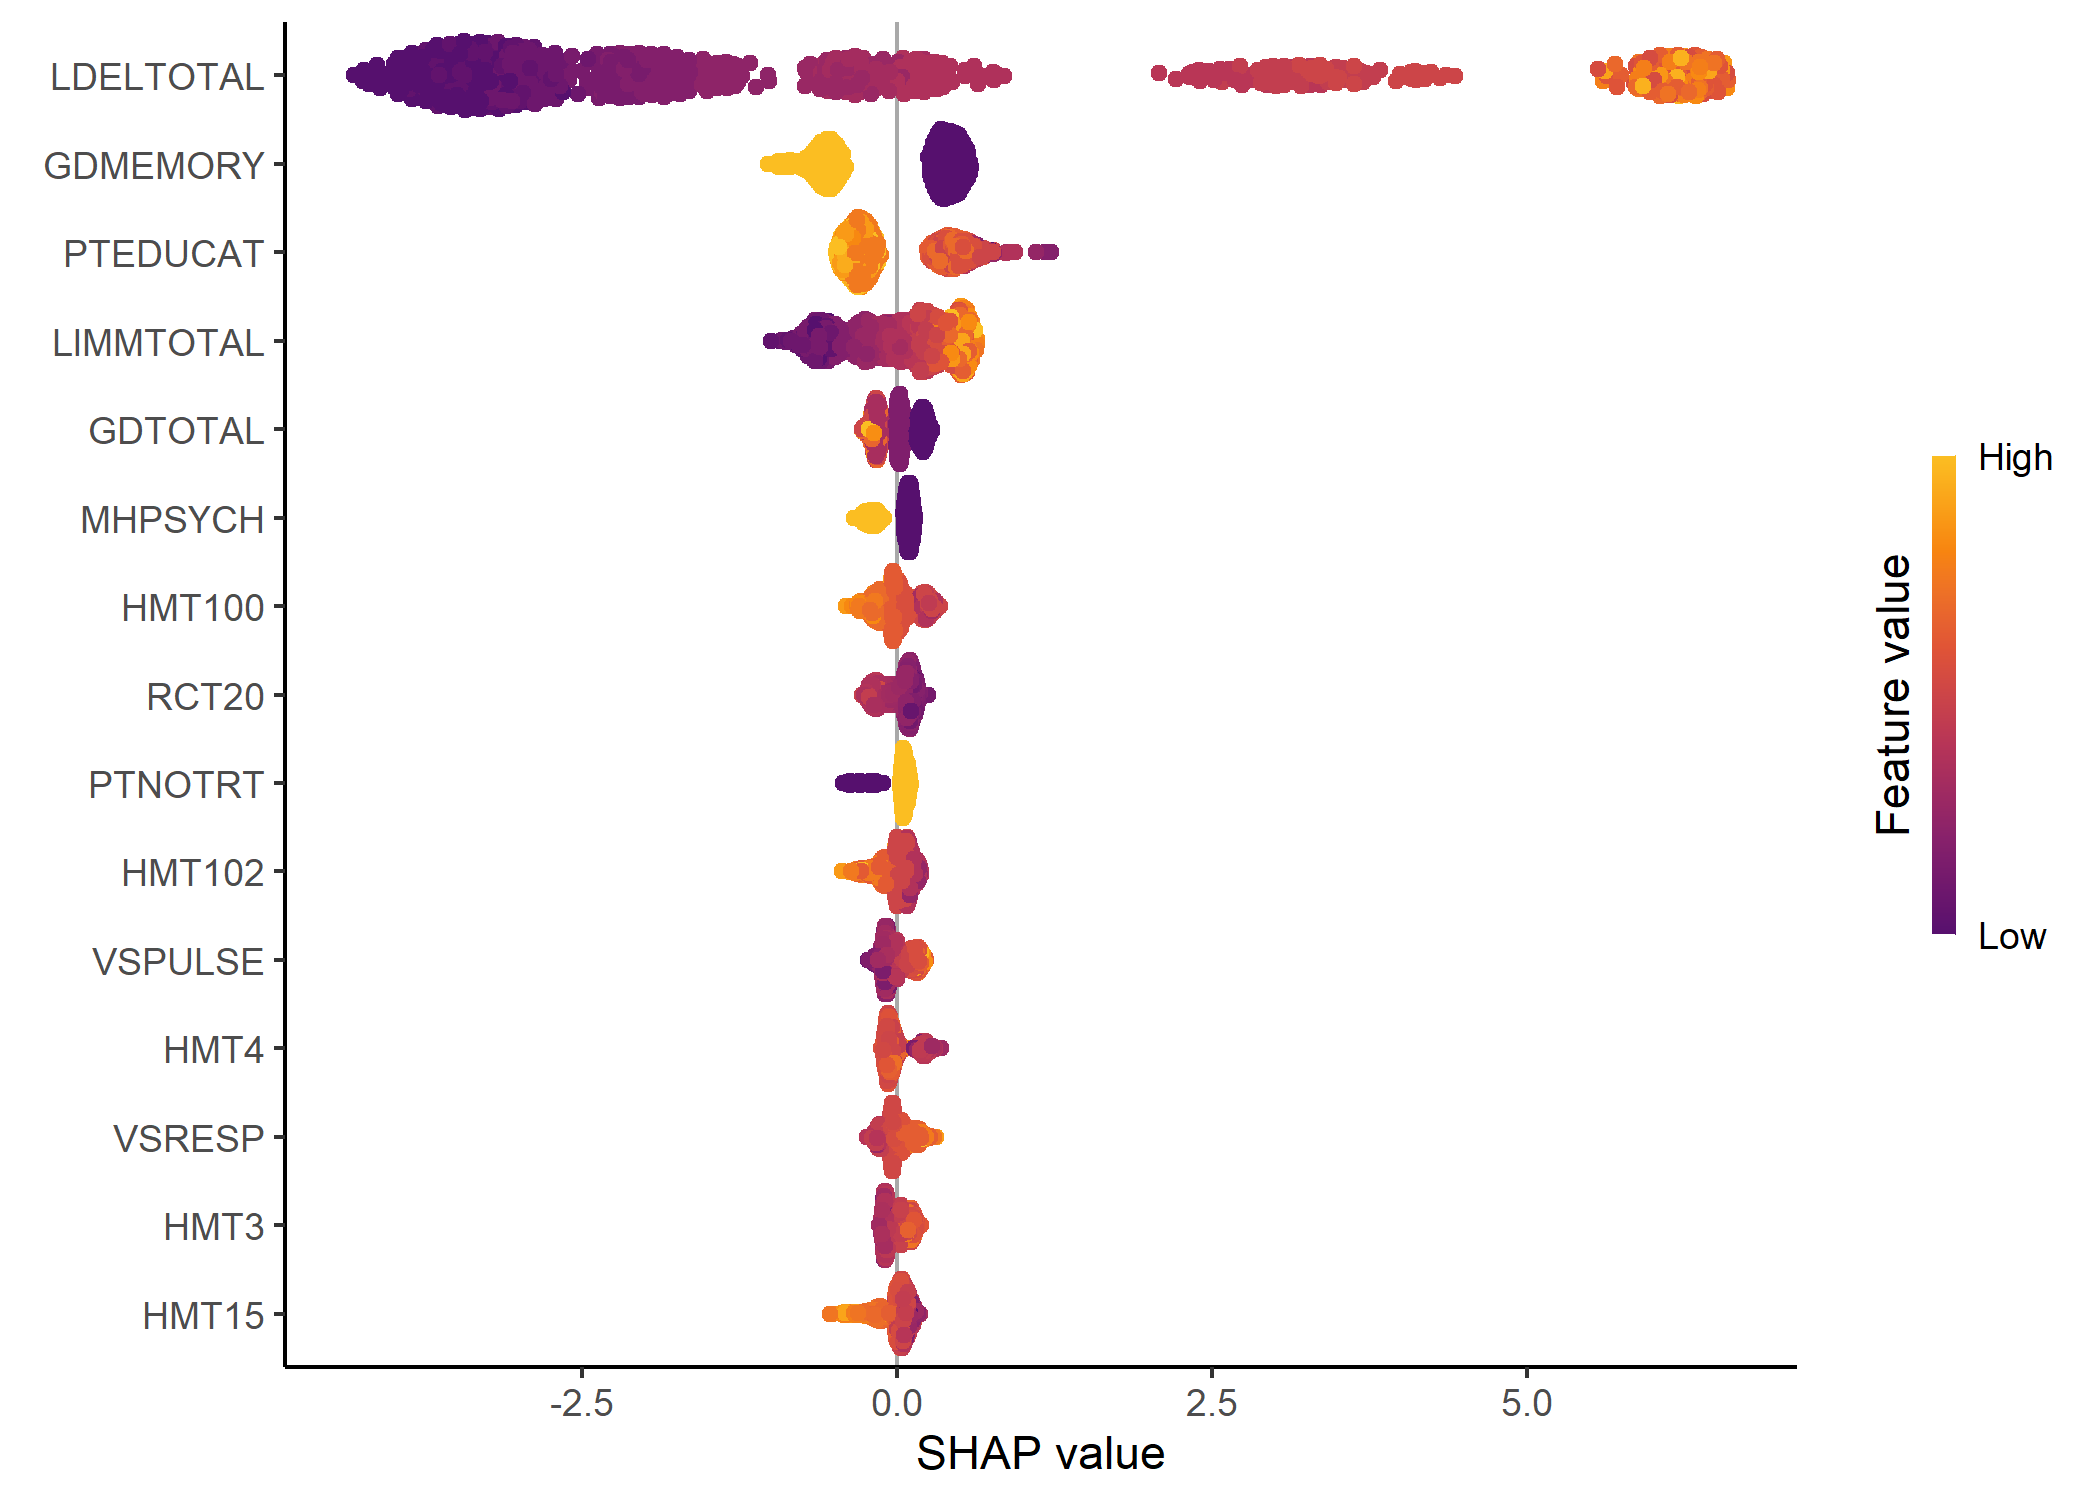 LDELTOTAL
GDMEMORY
PTEDUCAT
LIMMTOTAL
GDTOTAL
MHPSYCH
HMT100
RCT20
PTNOTRT
HMT102
VSPULSE
HMT4
VSRESP
HMT3
HMT15
-2.5 0.0 2.5 5.0
SHAP value
Feature value
High
Low